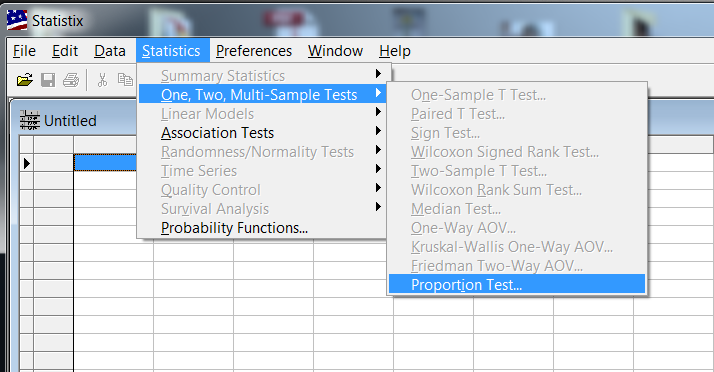 Statistix
File Edit Data Statistics Preferences Window Help
Untitled
Summary Statistics
One, Two, Multi-Sample Tests
Linear Models
Association Tests
Randomness/Normality Tests
Time Series
Quality Control
Survival Analysis
Probability Functions...
One-Sample T Test...
Paired T Test...
Sign Test...
Wilcoxon Signed Rank Test...
Two-Sample T Test...
Wilcoxon Rank Sum Test...
Median Test...
One-Way AOV...
Kruskal-Wallis One-Way AOV...
Friedman Two-Way AOV...
Proportion Test...